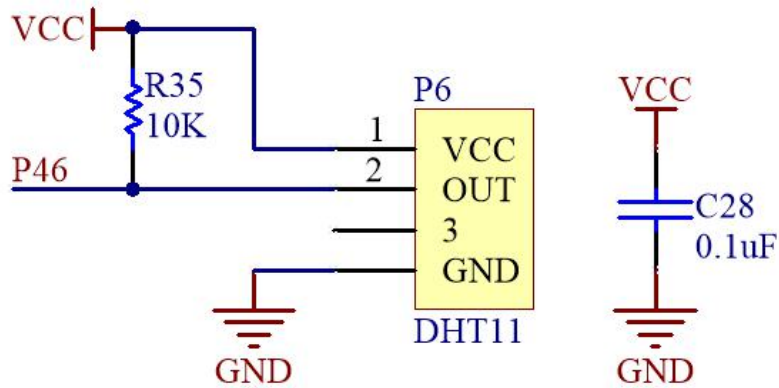 VCC
R35
10K
P46
P6
1
VCC
2
OUT
3
GND
DHT11
GND
VCC
C28
0.1uF
GND